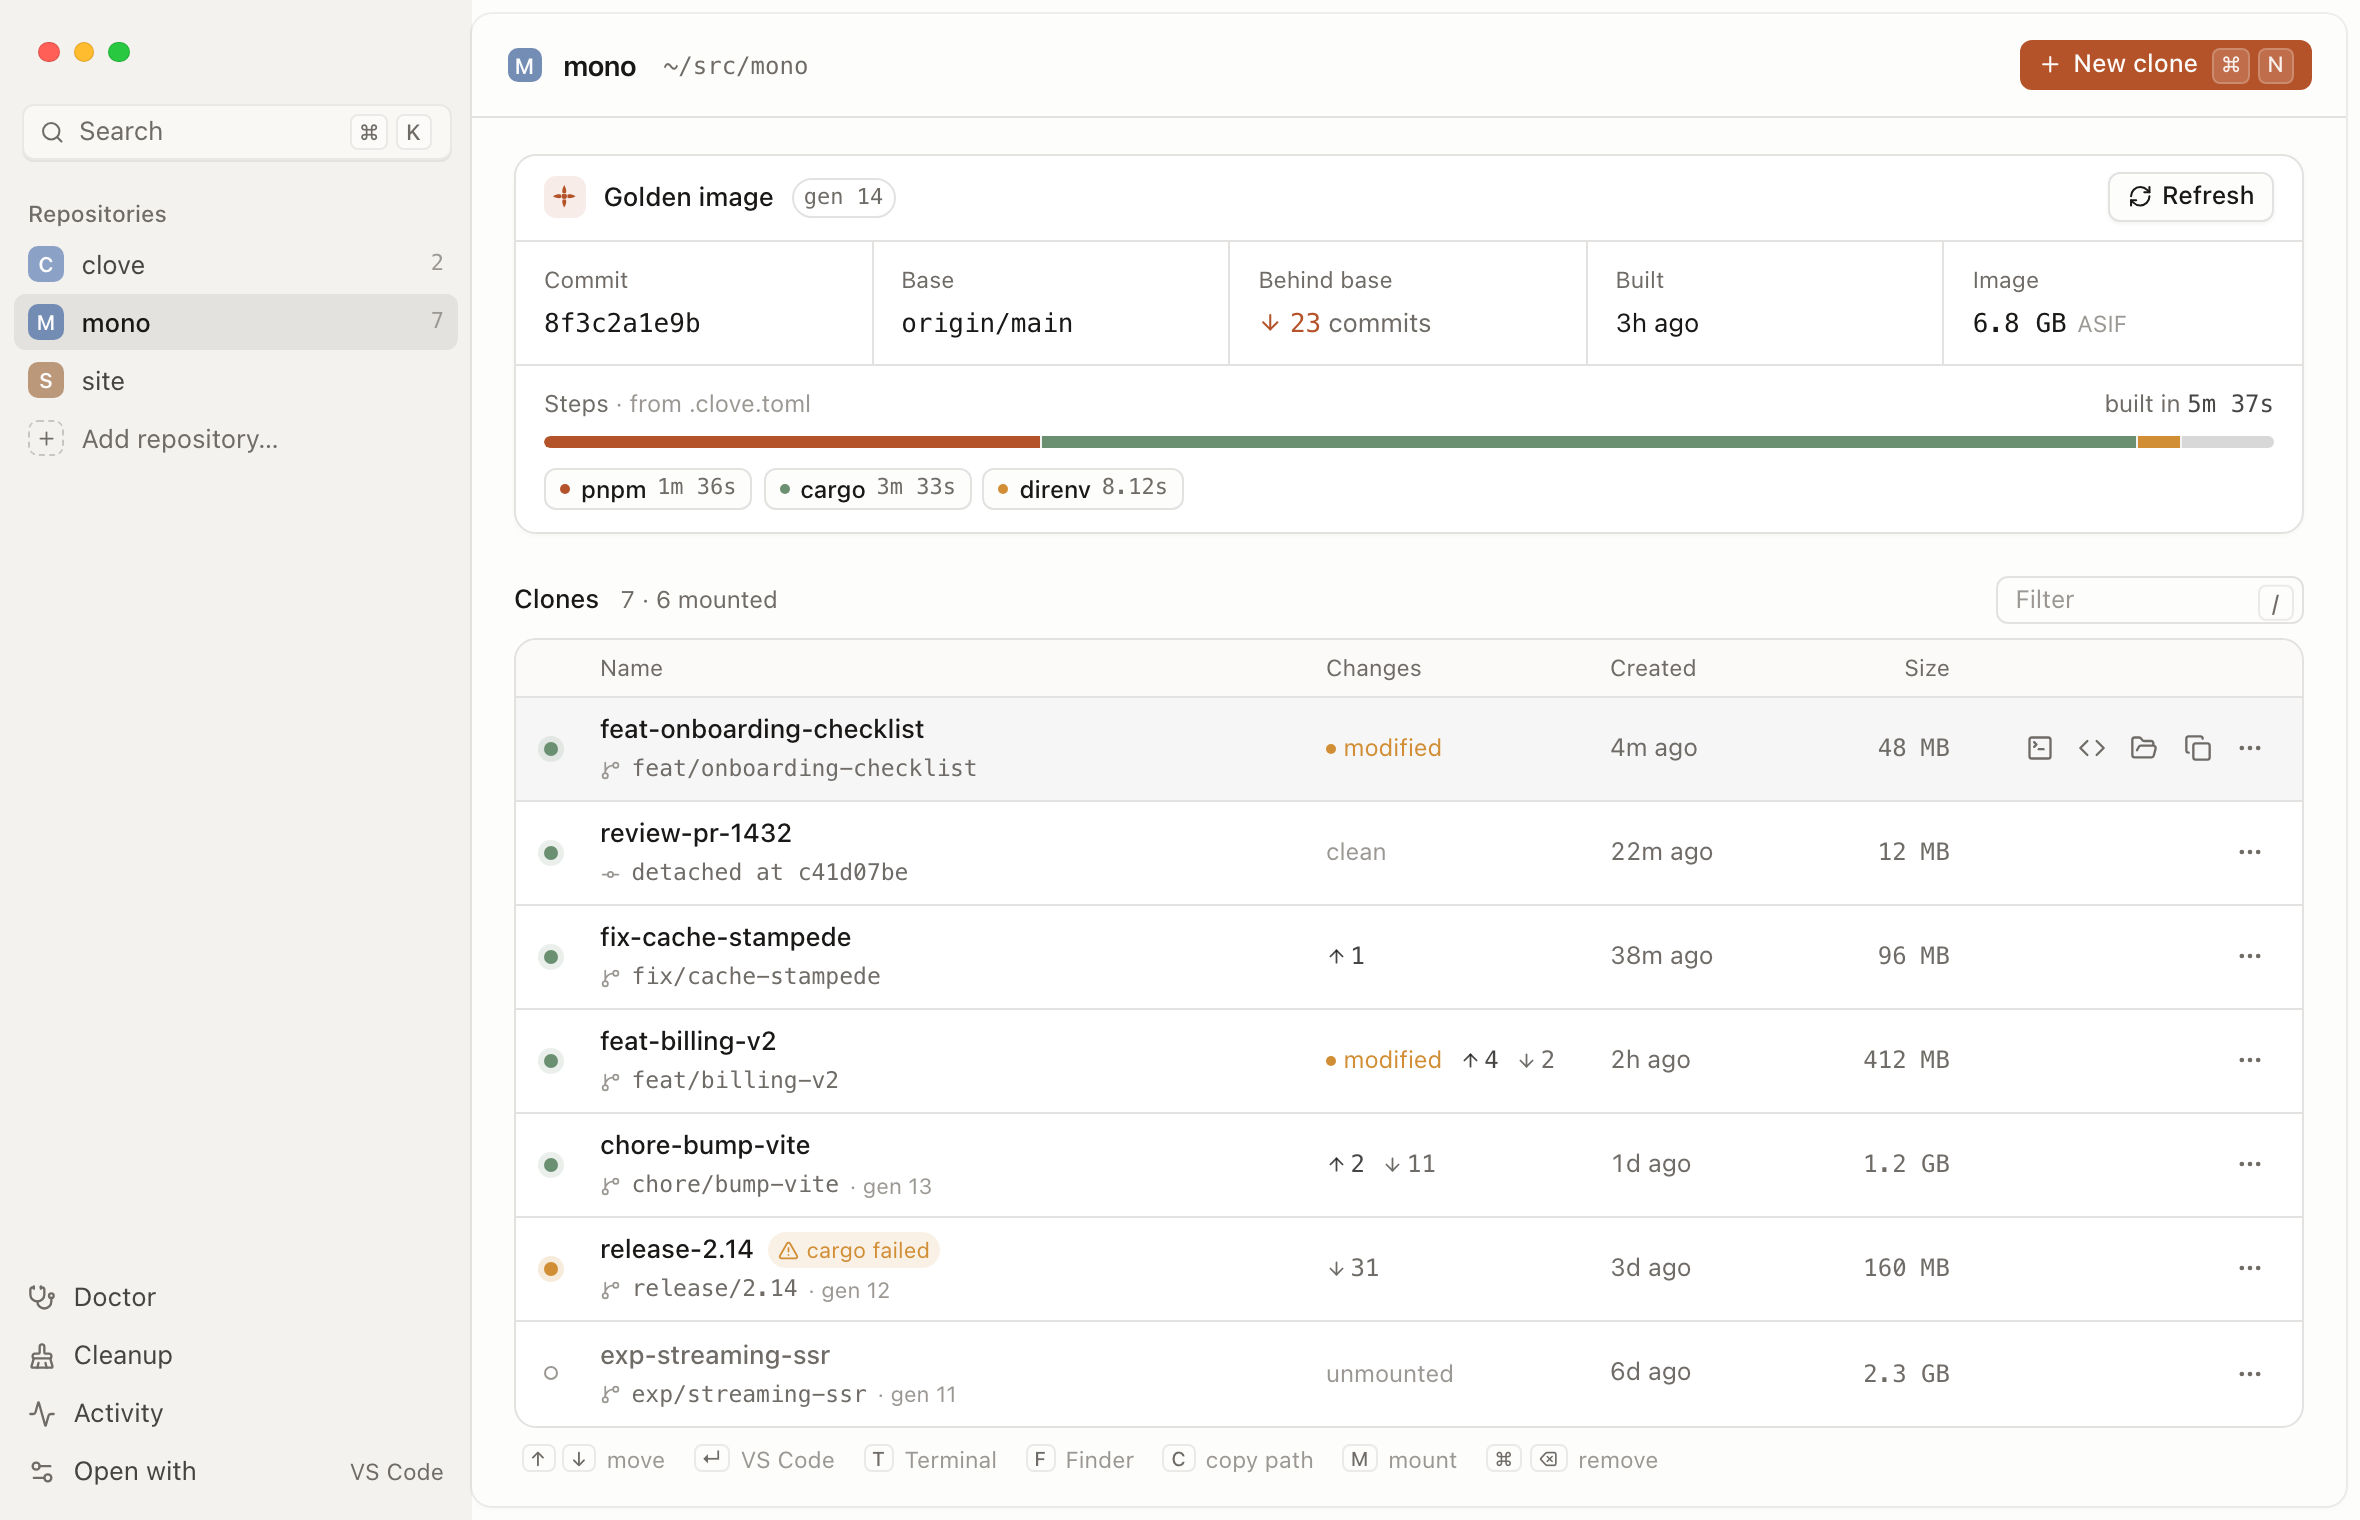 Search ⌘ K
Repositories
C clove 2
M mono 7
S site
+ Add repository...
Doctor
Cleanup
Activity
Open with VS Code
M mono ~/src/mono
+ New clone ⌘ N
Golden image gen 14
Refresh
Commit
8f3c2a1e9b
Base
origin/main
Behind base
↓ 23 commits
Built
3h ago
Image
6.8 GB ASIF
Steps · from .clove.toml
built in 5m 37s
pnpm 1m 36s
cargo 3m 33s
direnv 8.12s
Clones 7 · 6 mounted
Filter /
Name Changes Created Size
feat-onboarding-checklist
feat/onboarding-checklist
modified 4m ago 48 MB
review-pr-1432
detached at c41d07be
clean 22m ago 12 MB
fix-cache-stampede
fix/cache-stampede
↑ 1 38m ago 96 MB
feat-billing-v2
feat/billing-v2
modified ↑ 4 ↓ 2 2h ago 412 MB
chore-bump-vite
chore/bump-vite · gen 13
↑ 2 ↓ 11 1d ago 1.2 GB
release-2.14 cargo failed
release/2.14 · gen 12
↓ 31 3d ago 160 MB
exp-streaming-ssr
exp/streaming-ssr · gen 11
unmounted 6d ago 2.3 GB
↑ ↓ move ↵ VS Code T Terminal F Finder C copy path M mount ⌘ ⌫ remove